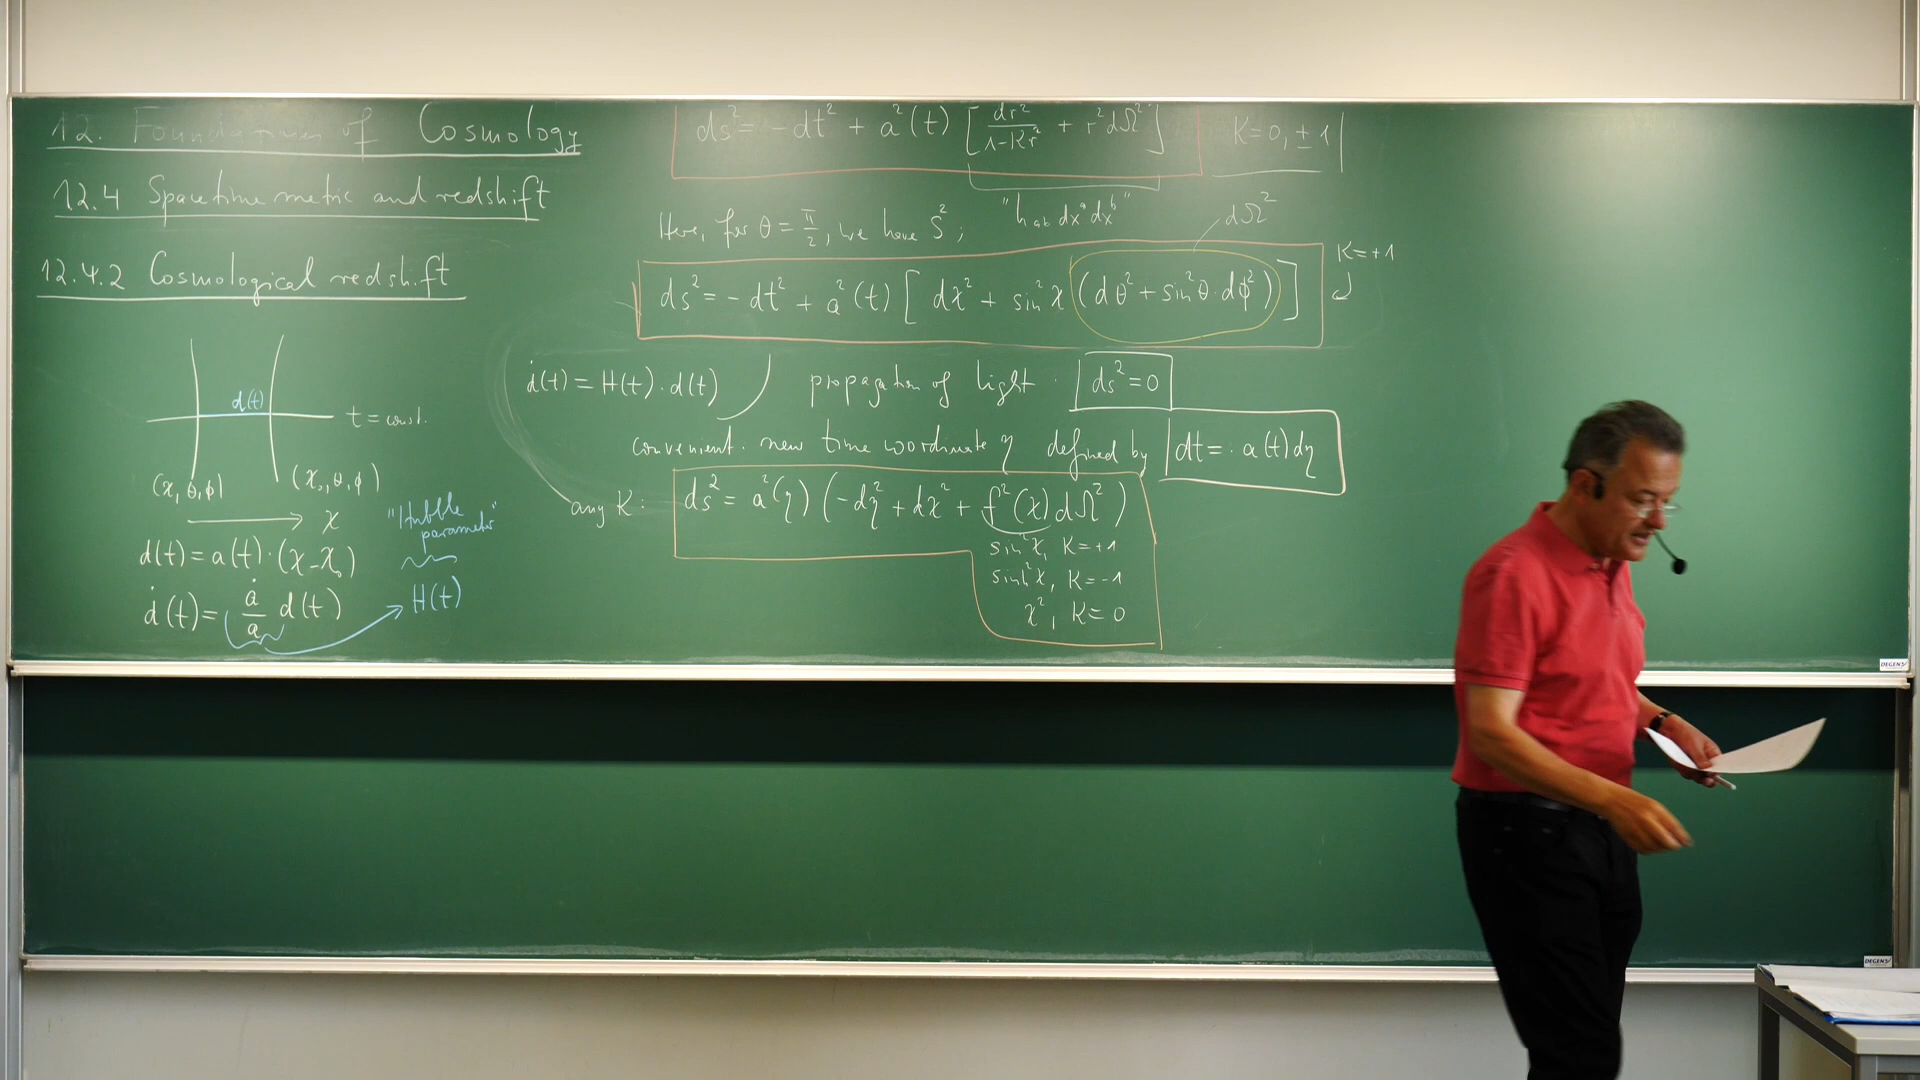 12. Foundations of Cosmology
12.4 Spacetime metric and redshift
12.4.2 Cosmological redshift
d(t)
t = const.
(χ, θ, φ) (χ₀, θ, φ)
χ
"Hubble parameter"
d(t) = a(t)·(χ-χ₀)
ḋ(t) = ȧ/a d(t)
H(t)
ds² = -dt² + a²(t) [dr²/(1-Kr²) + r²dΩ²] K = 0, ±1
"h_ab dx^a dx^b"
Here, for θ = π/2, we have S²;
dΩ²
K=+1
ds² = -dt² + a²(t) [dχ² + sin²χ (dθ² + sin²θ·dφ²)]
ḋ(t) = H(t)·d(t)
propagation of light: ds² = 0
convenient: new time coordinate η defined by dt = a(t)dη
any K: ds² = a²(η) (-dη² + dχ² + f²(χ)dΩ²)
sin²χ, K=+1
sinh²χ, K=-1
χ², K=0
DEGEN
DEGEN